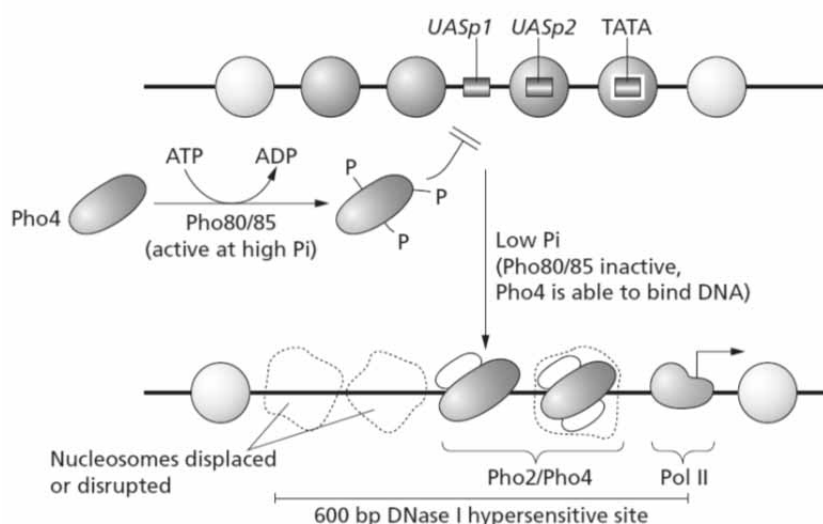 UASp1 UASp2 TATA
ATP ADP
P
P
P
Pho4
Pho80/85
(active at high Pi)
Low Pi
(Pho80/85 inactive,
Pho4 is able to bind DNA)
Nucleosomes displaced
or disrupted
Pho2/Pho4
Pol II
600 bp DNase I hypersensitive site